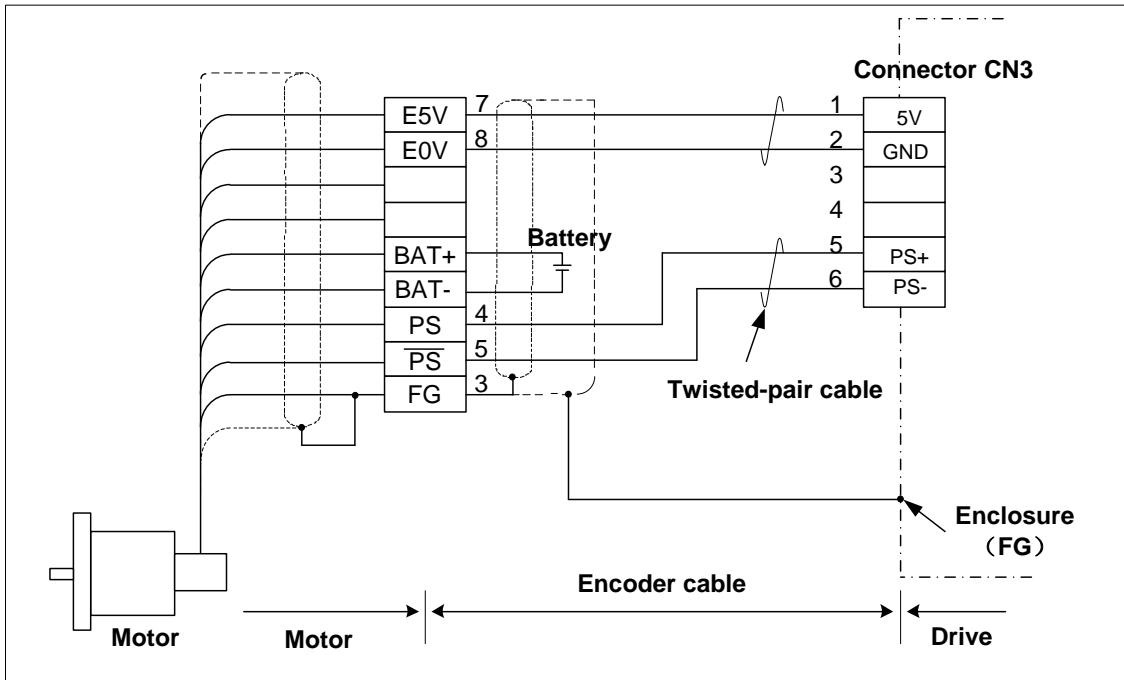 Connector CN3
E5V 7 1 5V
E0V 8 2 GND
3
4
Battery
BAT+ 5 PS+
BAT- 6 PS-
PS 4
P̅S̅ 5
FG 3
Twisted-pair cable
Enclosure
（FG）
Encoder cable
Motor Motor Drive